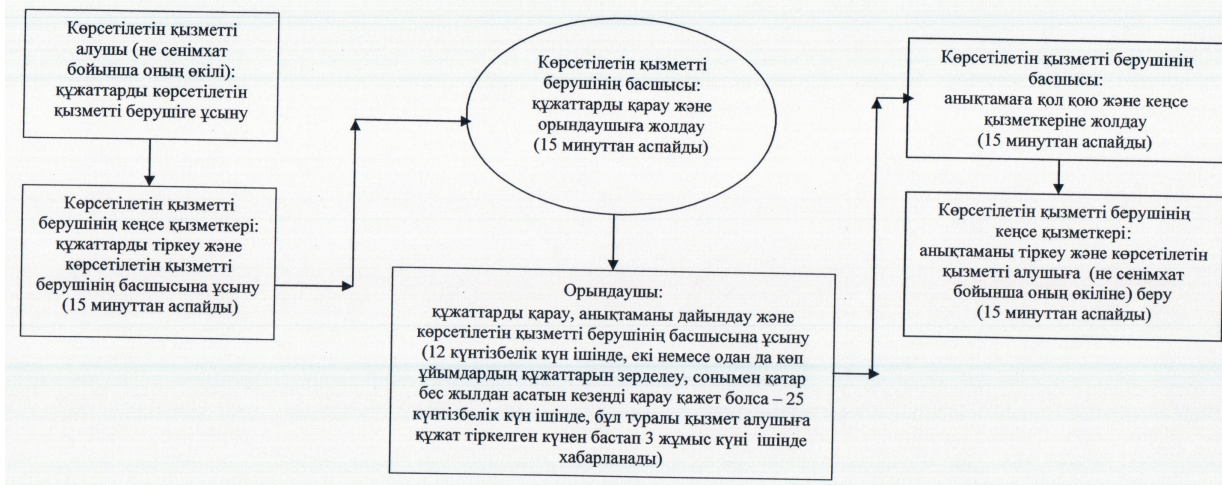 Көрсетілетін қызметті
алушы (не сенімхат
бойынша оның өкілі):
құжаттарды көрсетілетін
қызметті берушіге ұсыну
Көрсетілетін қызметті
берушінің кеңсе қызметкері:
құжаттарды тіркеу және
көрсетілетін қызметті
берушінің басшысына ұсыну
(15 минуттан аспайды)
Көрсетілетін қызметті
берушінің басшысы:
құжаттарды қарау және
орындаушыға жолдау
(15 минуттан аспайды)
Орындаушы:
құжаттарды қарау, анықтаманы дайындау және
көрсетілетін қызметті берушінің басшысына ұсыну
(12 күнтізбелік күн ішінде, екі немесе одан да көп
ұйымдардың құжаттарын зерделеу, сонымен қатар
бес жылдан асатын кезеңді қарау қажет болса – 25
күнтізбелік күн ішінде, бұл туралы қызмет алушыға
құжат тіркелген күнен бастап 3 жұмыс күні ішінде
хабарланады)
Көрсетілетін қызметті берушінің
басшысы:
анықтамаға қол қою және кеңсе
қызметкеріне жолдау
(15 минуттан аспайды)
Көрсетілетін қызметті берушінің
кеңсе қызметкері:
анықтаманы тіркеу және көрсетілетін
қызметті алушыға (не сенімхат
бойынша оның өкіліне) беру
(15 минуттан аспайды)